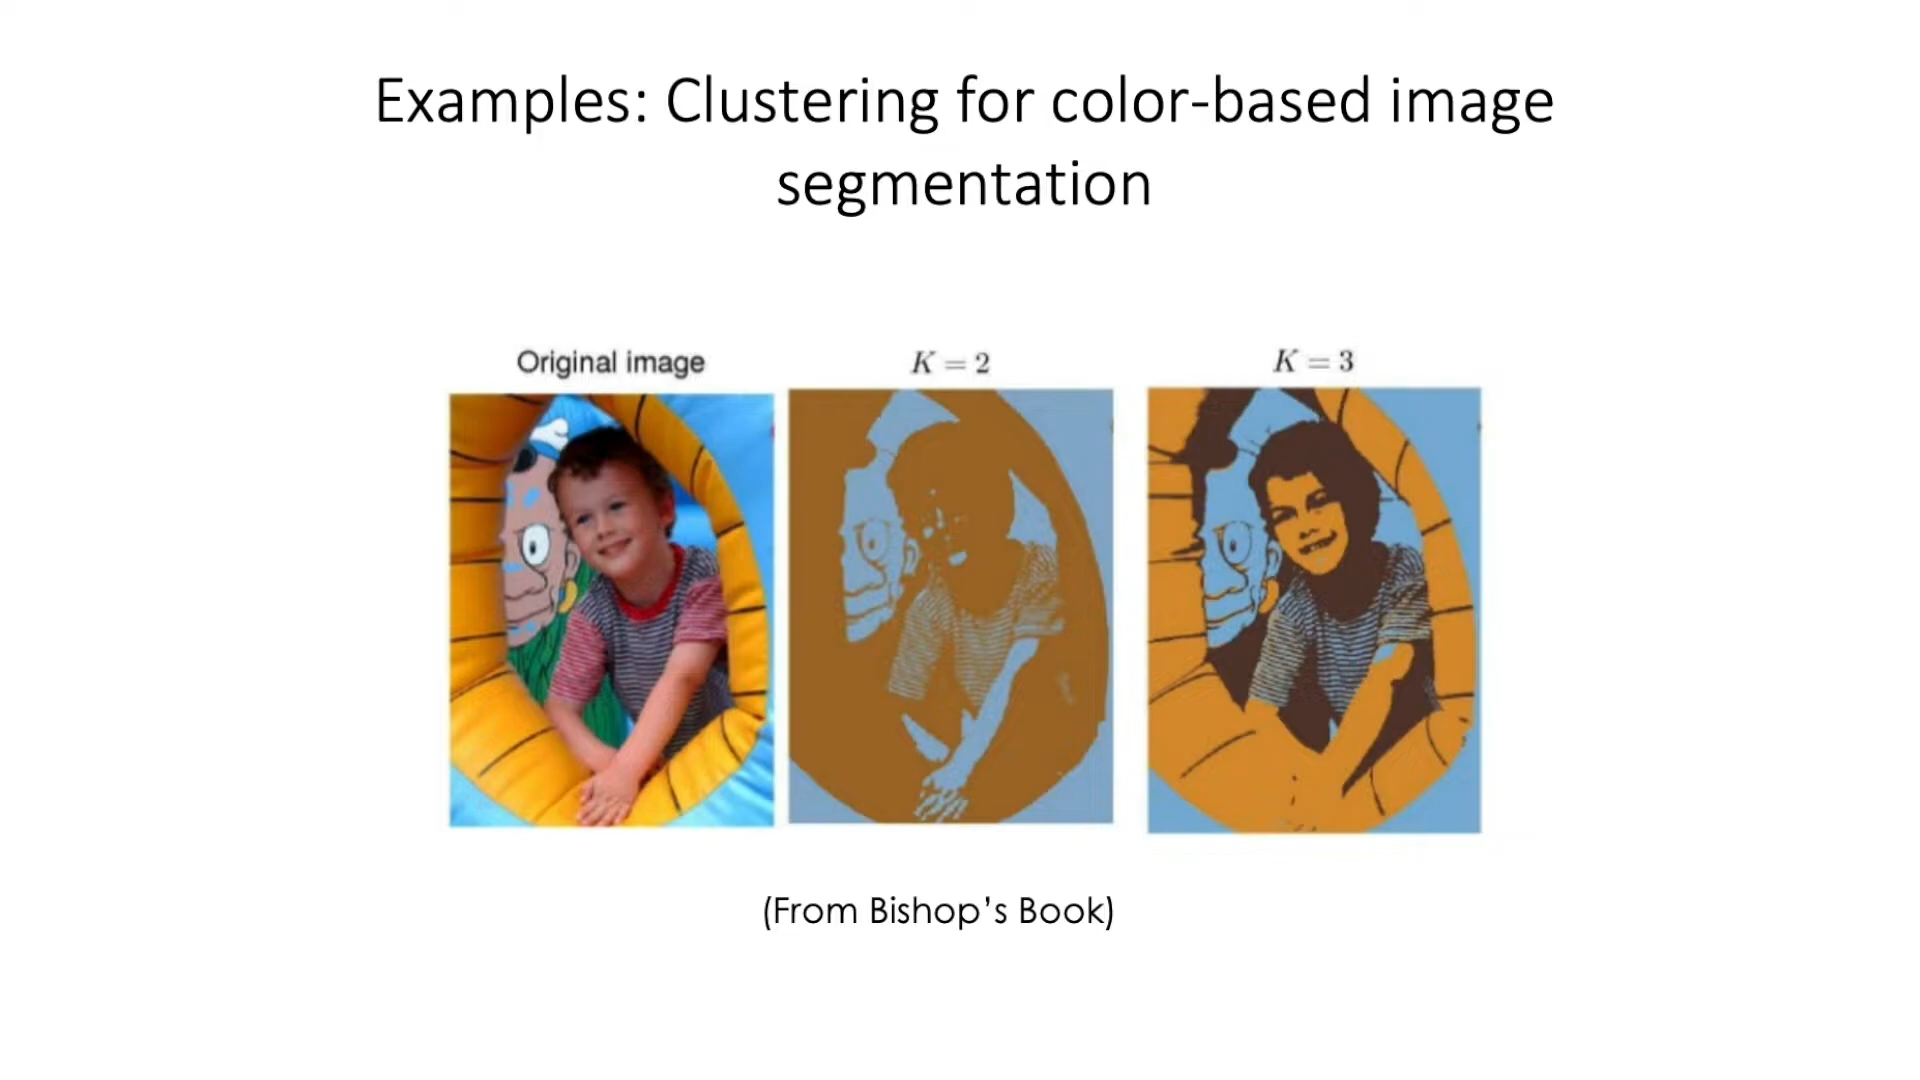 Examples: Clustering for color-based image
segmentation
Original image
K = 2
K = 3
(From Bishop’s Book)